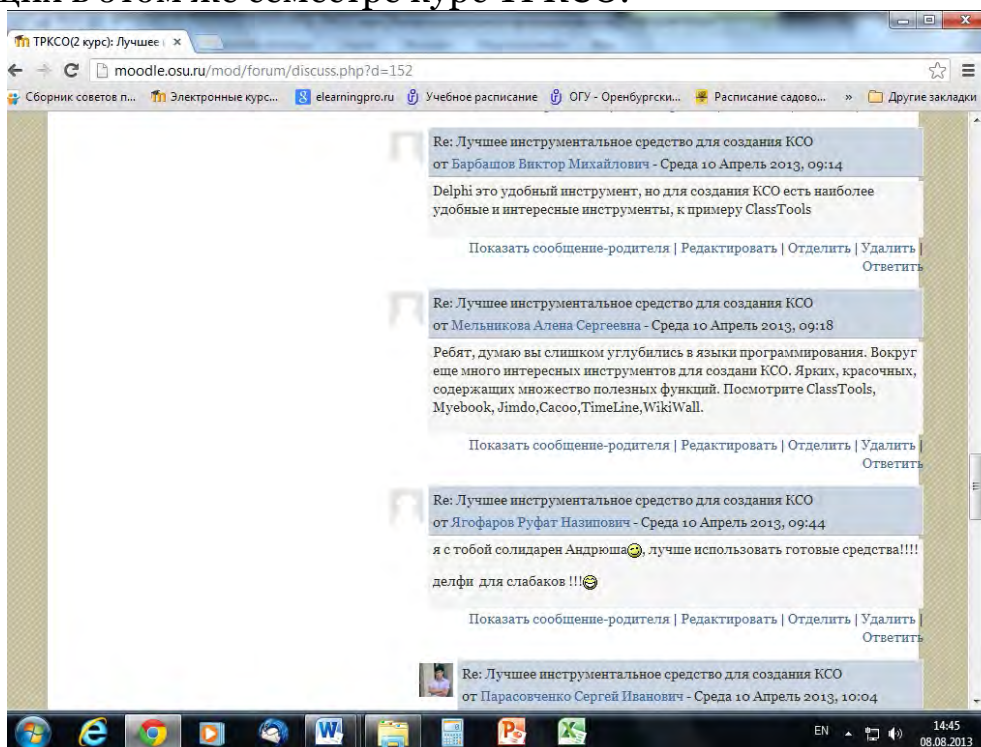 ции в этом же семестре курс ТРКСО.
ТРКСО(2 курс): Лучшее
moodle.osu.ru/mod/forum/discuss.php?d=152
Сборник советов п... Электронные курс... elearningpro.ru Учебное расписание ОГУ - Оренбургски... Расписание садово... » Другие закладки
Re: Лучшее инструментальное средство для создания КСО
от Барбашов Виктор Михайлович - Среда 10 Апрель 2013, 09:14
Delphi это удобный инструмент, но для создания КСО есть наиболее
удобные и интересные инструменты, к примеру ClassTools
Показать сообщение-родителя | Редактировать | Отделить | Удалить |
Ответить
Re: Лучшее инструментальное средство для создания КСО
от Мельникова Алена Сергеевна - Среда 10 Апрель 2013, 09:18
Ребят, думаю вы слишком углубились в языки программирования. Вокруг
еще много интересных инструментов для создани КСО. Ярких, красочных,
содержащих множество полезных функций. Посмотрите ClassTools,
Myebook, Jimdo,Cacoo,TimeLine,WikiWall.
Показать сообщение-родителя | Редактировать | Отделить | Удалить |
Ответить
Re: Лучшее инструментальное средство для создания КСО
от Ягофаров Руфат Назипович - Среда 10 Апрель 2013, 09:44
я с тобой солидарен Андрюша, лучше использовать готовые средства!!!!
делфи для слабаков !!!
Показать сообщение-родителя | Редактировать | Отделить | Удалить |
Ответить
Re: Лучшее инструментальное средство для создания КСО
от Парасовченко Сергей Иванович - Среда 10 Апрель 2013, 10:04
EN 14:45
08.08.2013